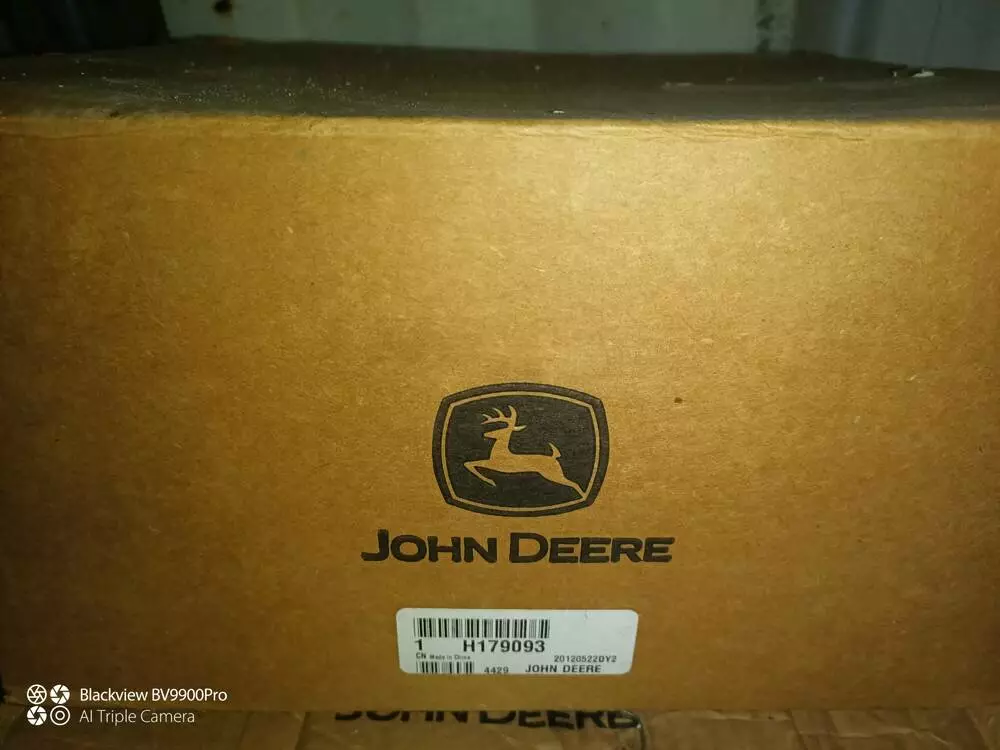 JOHN DEERE
1 H179093
CN Made in China 20120522DY2
4429 JOHN DEERE
JOHN DEERE
Blackview BV9900Pro
AI Triple Camera